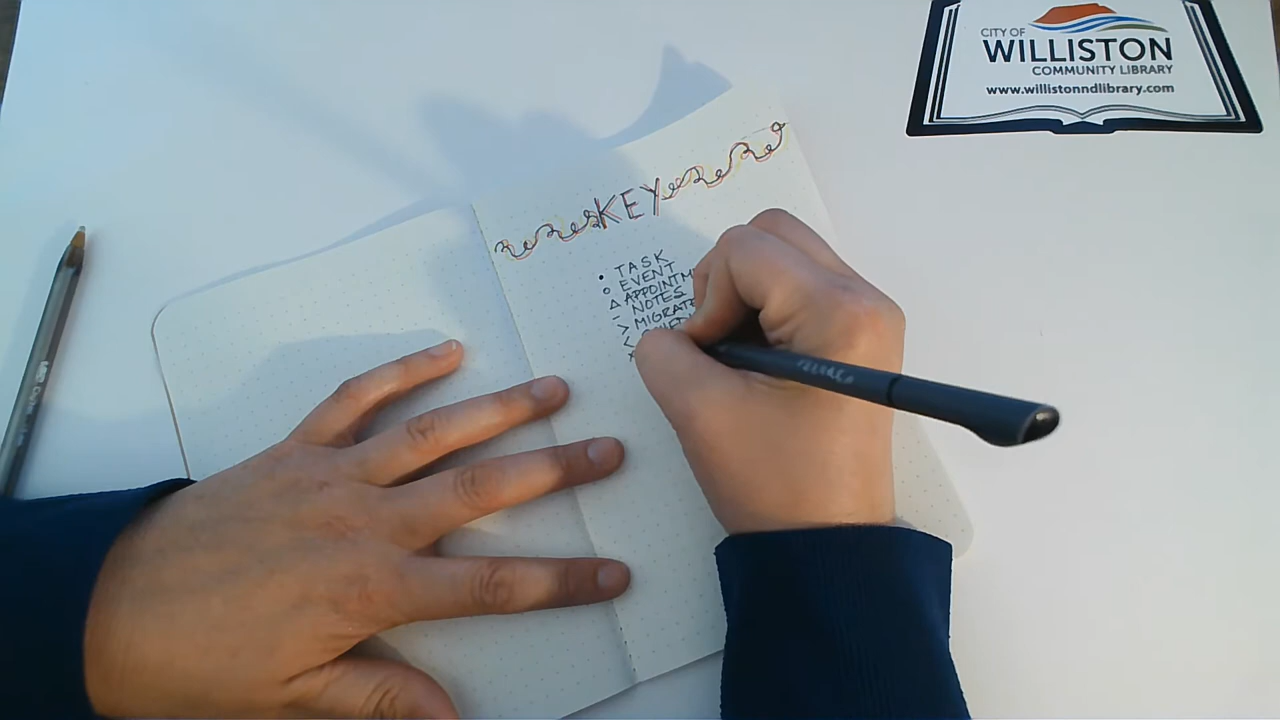 CITY OF
WILLISTON
COMMUNITY LIBRARY
www.willistonndlibrary.com
KEY
• TASK
○ EVENT
△ APPOINTM
– NOTES
> MIGRATE
<